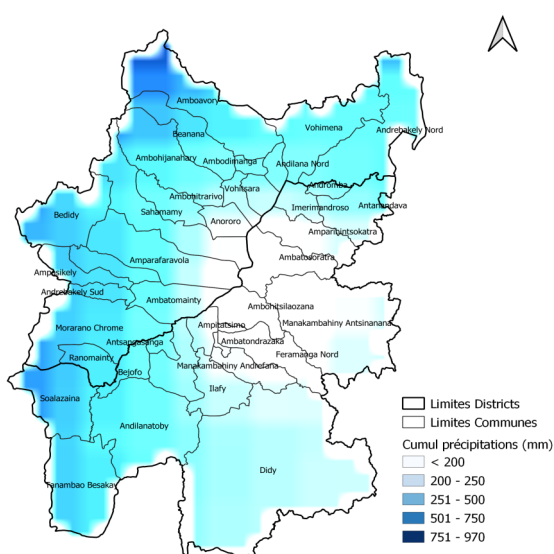 Amboavory
Vohimena
Andrebakely Nord
Beanana
Ambohijanahary
Ambodimanga
Andilana Nord
Vohitsara
Andromba
Ambohitrarivo
Imerimandroso
Antanandava
Sahamamy
Anororo
Bedidy
Amparihintsokatra
Amparafaravola
Ambatosoratra
Ampasikely
Andrebakely Sud
Ambatomainty
Ambohitsilaozana
Morarano Chrome
Ampitatsimo
Manakambahiny Antsinanana
Antsangasanga
Ambatondrazaka
Ranomainty
Feramanga Nord
Bejofo
Manakambahiny Andrefana
Ilafy
Soalazaina
Andilanatoby
Didy
Tanambao Besakay
Limites Districts
Limites Communes
Cumul précipitations (mm)
< 200
200 - 250
251 - 500
501 - 750
751 - 970